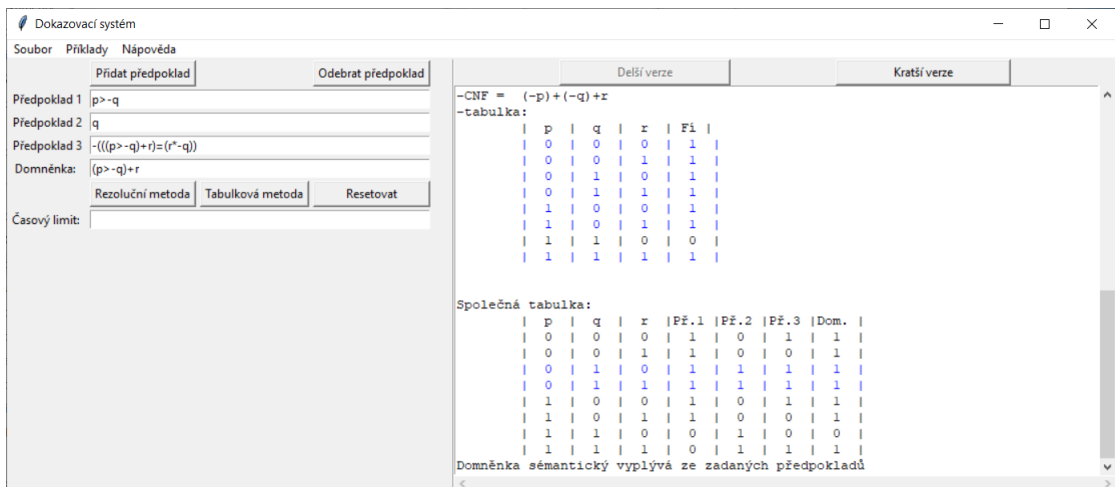 Dokazovací systém
Soubor Příklady Nápověda
Přidat předpoklad Odebrat předpoklad
Předpoklad 1 p>-q
Předpoklad 2 q
Předpoklad 3 -(((p>-q)+r)=(r*-q))
Domněnka: (p>-q)+r
Rezoluční metoda Tabulková metoda Resetovat
Časový limit:
Delší verze Kratší verze
-CNF = (-p)+(-q)+r
-tabulka:
| p | q | r | Fí |
| 0 | 0 | 0 | 1 |
| 0 | 0 | 1 | 1 |
| 0 | 1 | 0 | 1 |
| 0 | 1 | 1 | 1 |
| 1 | 0 | 0 | 1 |
| 1 | 0 | 1 | 1 |
| 1 | 1 | 0 | 0 |
| 1 | 1 | 1 | 1 |
Společná tabulka:
| p | q | r |Př.1 |Př.2 |Př.3 |Dom. |
| 0 | 0 | 0 | 1 | 0 | 1 | 1 |
| 0 | 0 | 1 | 1 | 0 | 0 | 1 |
| 0 | 1 | 0 | 1 | 1 | 1 | 1 |
| 0 | 1 | 1 | 1 | 1 | 1 | 1 |
| 1 | 0 | 0 | 1 | 0 | 1 | 1 |
| 1 | 0 | 1 | 1 | 0 | 0 | 1 |
| 1 | 1 | 0 | 0 | 1 | 0 | 0 |
| 1 | 1 | 1 | 0 | 1 | 1 | 1 |
Domněnka sémantický vyplývá ze zadaných předpokladů